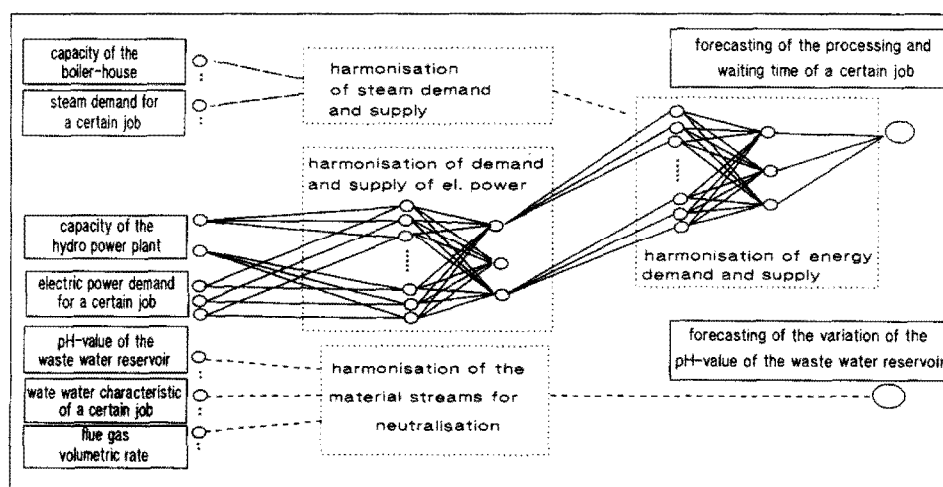 capacity of the
boiler-house
steam demand for
a certain job
harmonisation
of steam demand
and supply
forecasting of the processing and
waiting time of a certain job
harmonisation of demand
and supply of el. power
capacity of the
hydro power plant
electric power demand
for a certain job
harmonisation of energy
demand and supply
pH-value of the
waste water reservoir
wate water characteristic
of a certain job
flue gas
volumetric rate
harmonisation of the
material streams for
neutralisation
forecasting of the variation of the
pH-value of the waste water reservoir